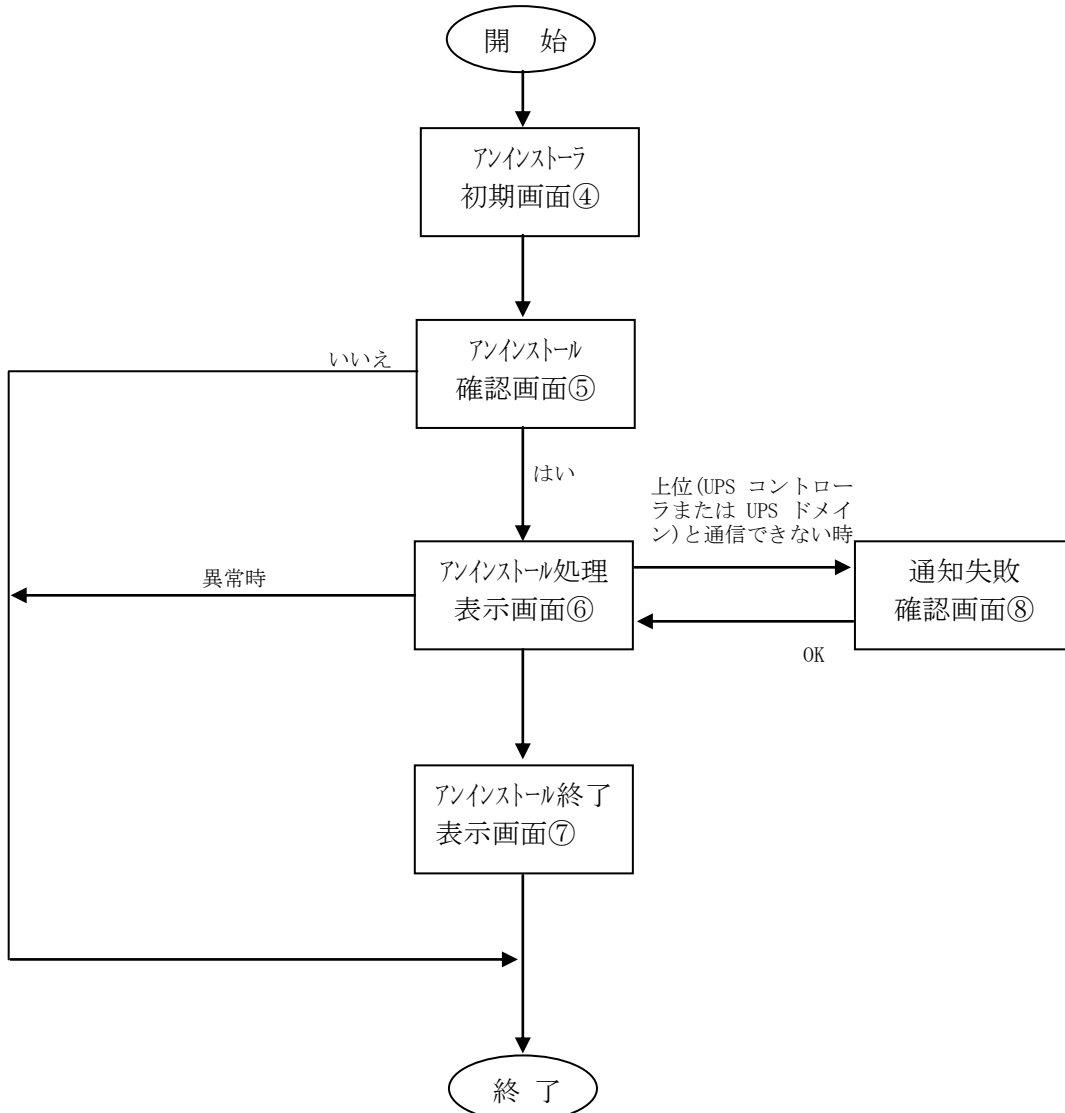 開　始
ｱﾝｲﾝｽﾄｰﾗ
初期画面④
いいえ
ｱﾝｲﾝｽﾄｰﾙ
確認画面⑤
はい
上位(UPS コントロー
ラまたは UPS ドメイ
ン)と通信できない時
異常時
ｱﾝｲﾝｽﾄｰﾙ処理
表示画面⑥
通知失敗
確認画面⑧
OK
ｱﾝｲﾝｽﾄｰﾙ終了
表示画面⑦
終 了